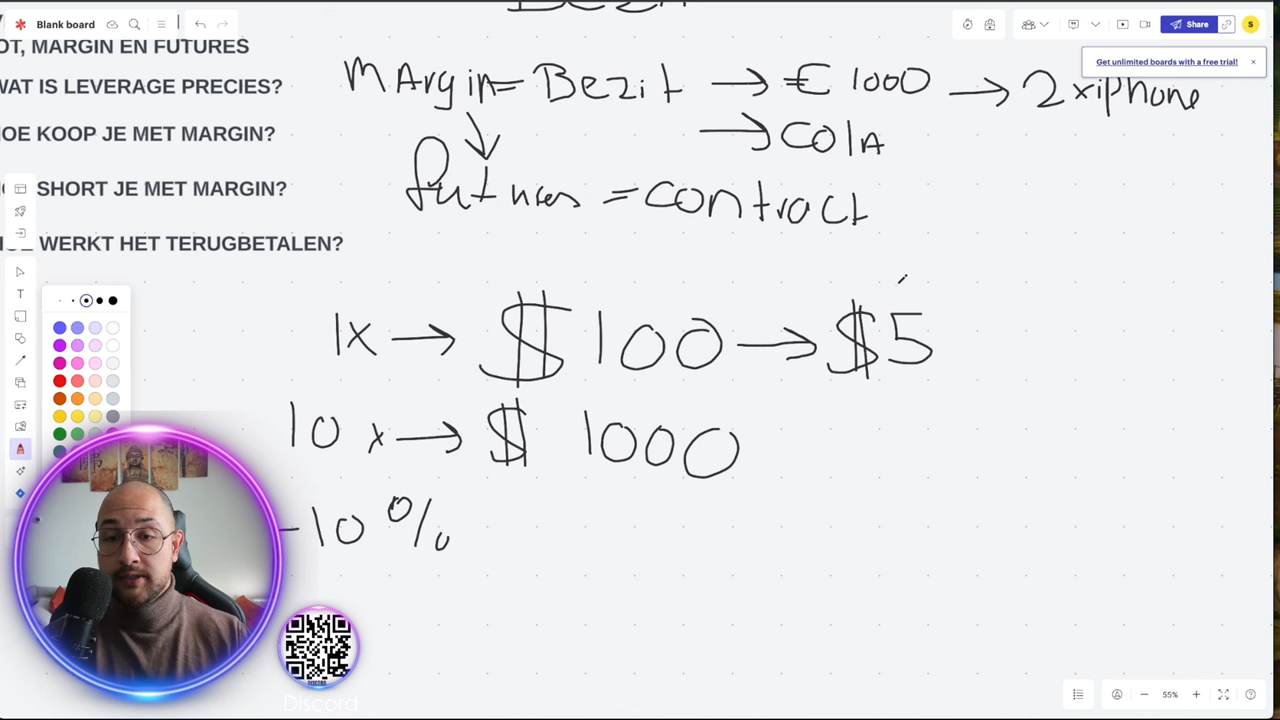 Blank board
Share
S
Get unlimited boards with a free trial!
OT, MARGIN EN FUTURES
WAT IS LEVERAGE PRECIES?
HOE KOOP JE MET MARGIN?
SHORT JE MET MARGIN?
WERKT HET TERUGBETALEN?
MArgin = Bezit → € 1000 → 2 x iphone
→ COlA
futures = contract
1x → $ 100 → $5
10 x → $ 1000
-10 %
Discord
55%